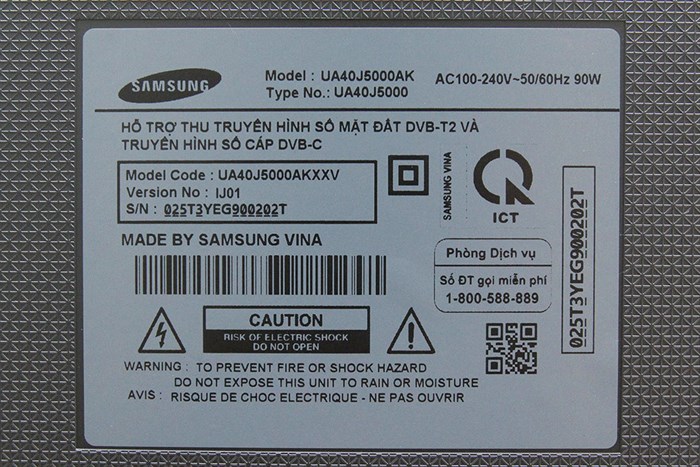 SAMSUNG
Model : UA40J5000AK
Type No.: UA40J5000
AC100-240V~50/60Hz 90W
HỖ TRỢ THU TRUYỀN HÌNH SỐ MẶT ĐẤT DVB-T2 VÀ
TRUYỀN HÌNH SỐ CÁP DVB-C
Model Code : UA40J5000AKXXV
Version No : IJ01
S/N : 025T3YEG900202T
SAMSUNG VINA
ICT
MADE BY SAMSUNG VINA
Phòng Dịch vụ
Số ĐT gọi miễn phí
1-800-588-889
025T3YEG900202T
CAUTION
RISK OF ELECTRIC SHOCK
DO NOT OPEN
WARNING : TO PREVENT FIRE OR SHOCK HAZARD
DO NOT EXPOSE THIS UNIT TO RAIN OR MOISTURE
AVIS : RISQUE DE CHOC ELECTRIQUE - NE PAS OUVRIR